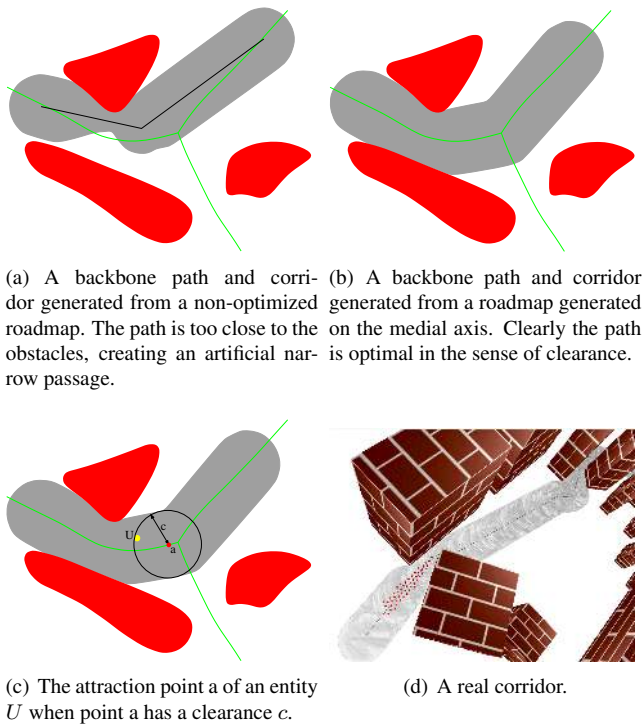 (a) A backbone path and corri-
dor generated from a non-optimized
roadmap. The path is too close to the
obstacles, creating an artificial nar-
row passage.
(b) A backbone path and corridor
generated from a roadmap generated
on the medial axis. Clearly the path
is optimal in the sense of clearance.
U
c
a
(c) The attraction point a of an entity
U when point a has a clearance c.
(d) A real corridor.